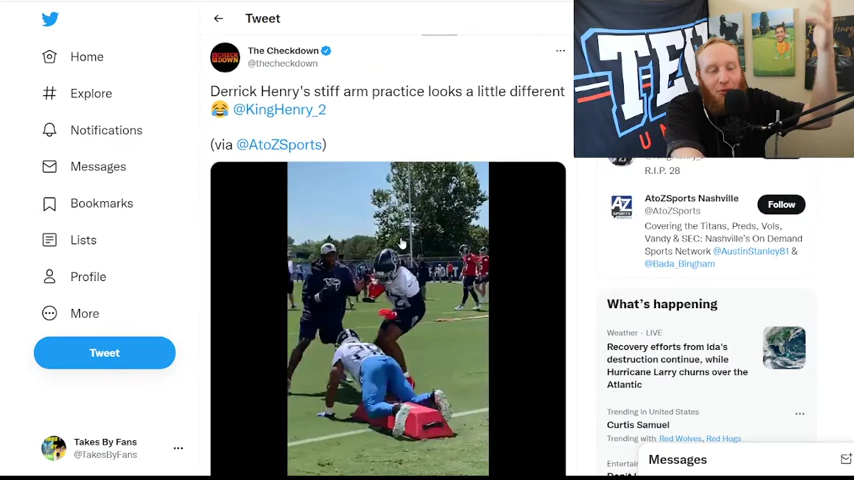 Home
Explore
Notifications
Messages
Bookmarks
Lists
Profile
More
Tweet
Takes By Fans
@TakesByFans
Tweet
CHECK
DOWN
The Checkdown
@thecheckdown
Derrick Henry's stiff arm practice looks a little different
😂 @KingHenry_2
(via @AtoZSports)
R.I.P. 28
AtoZSports Nashville
@AtoZSports
Follow
Covering the Titans, Preds, Vols,
Vandy & SEC: Nashville's On Demand
Sports Network @AustinStanley81 &
@Bada_Bingham
What's happening
Weather · LIVE
Recovery efforts from Ida's
destruction continue, while
Hurricane Larry churns over the
Atlantic
Trending in United States
Curtis Samuel
Trending with Red Wolves, Red Hogs
Messages